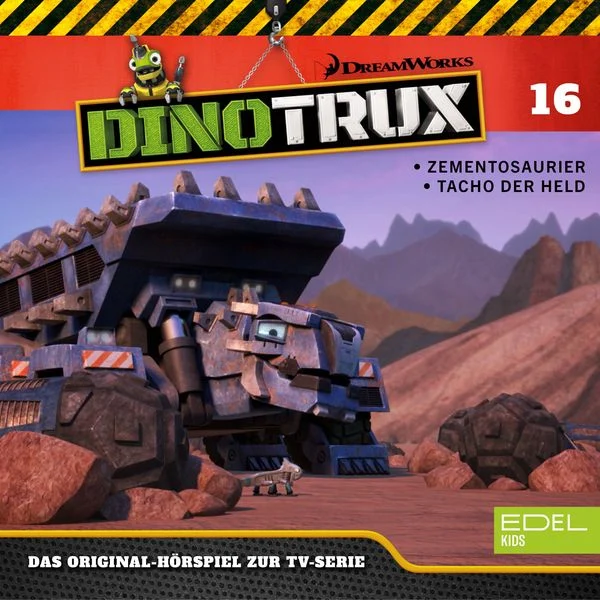 DREAMWORKS
DINOTRUX
16
• ZEMENTOSAURIER
• TACHO DER HELD
EDEL
KIDS
DAS ORIGINAL-HÖRSPIEL ZUR TV-SERIE